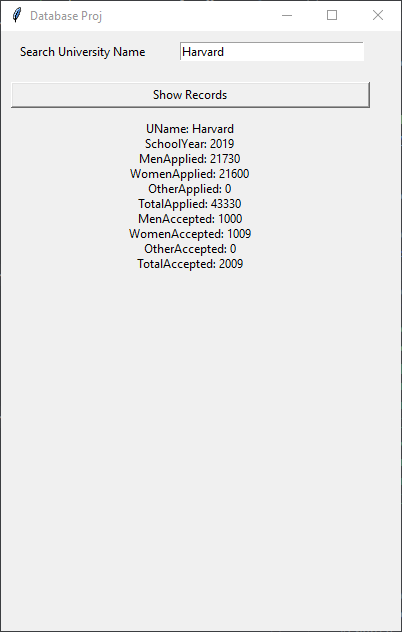 Database Proj
Search University Name Harvard
Show Records
UName: Harvard
SchoolYear: 2019
MenApplied: 21730
WomenApplied: 21600
OtherApplied: 0
TotalApplied: 43330
MenAccepted: 1000
WomenAccepted: 1009
OtherAccepted: 0
TotalAccepted: 2009